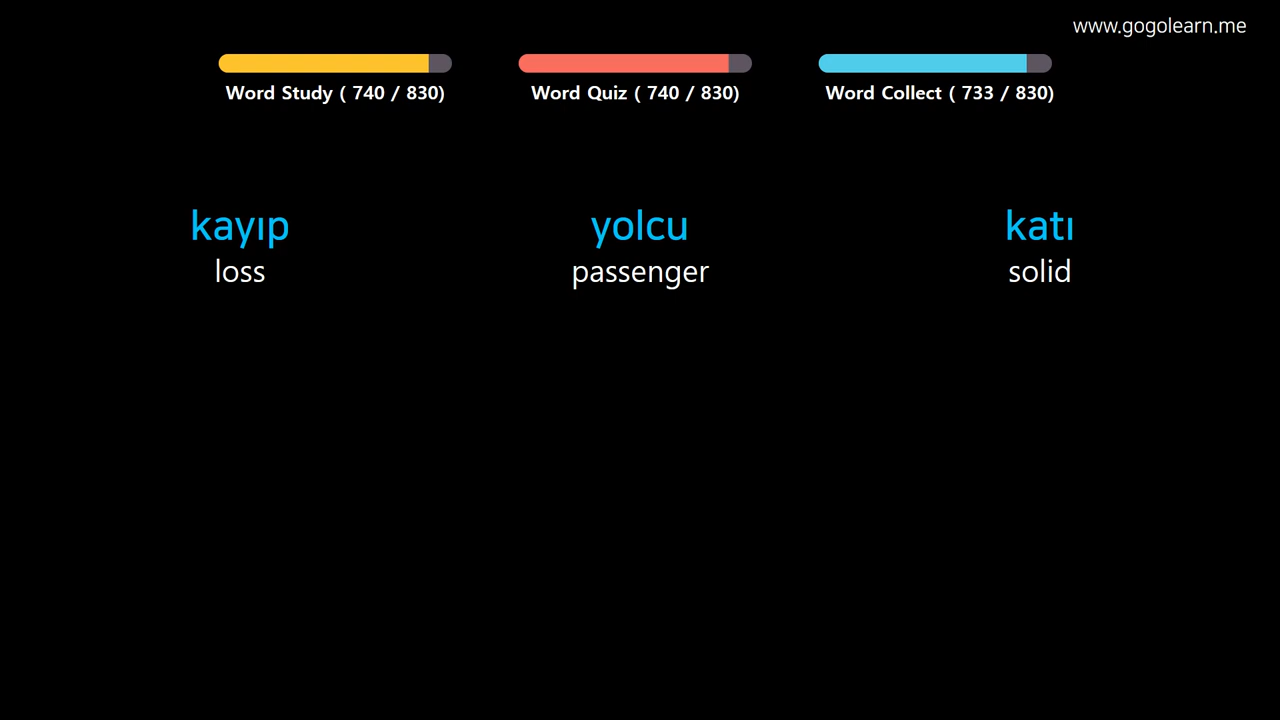 www.gogolearn.me
Word Study ( 740 / 830)
Word Quiz ( 740 / 830)
Word Collect ( 733 / 830)
kayıp
loss
yolcu
passenger
katı
solid